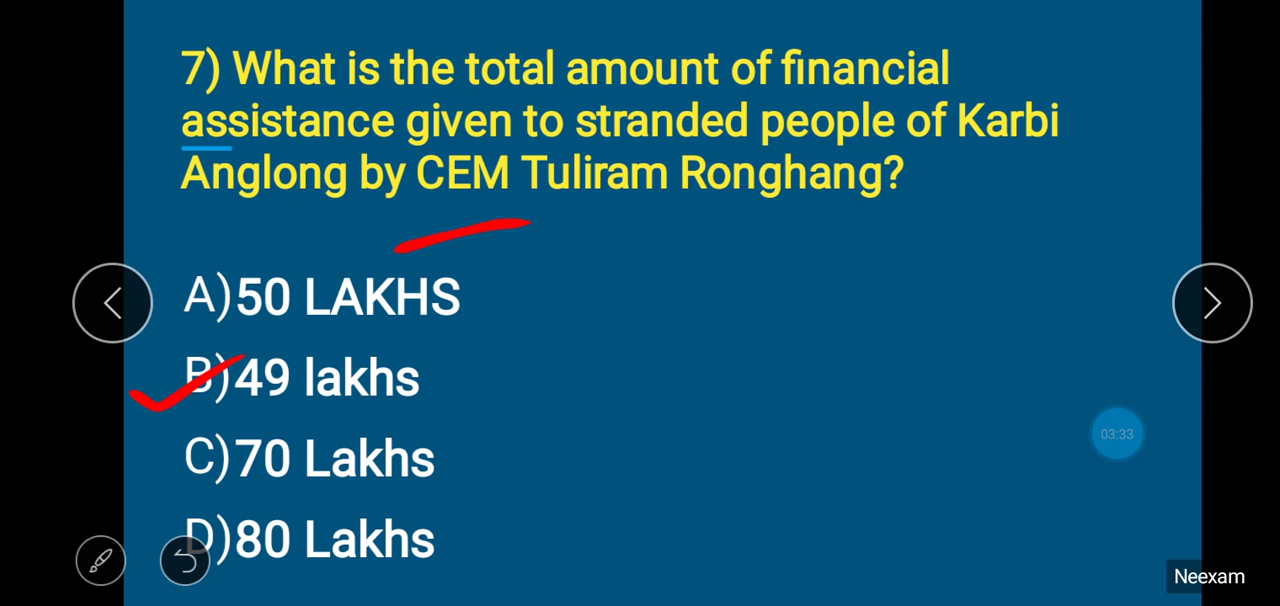 7) What is the total amount of financial
assistance given to stranded people of Karbi
Anglong by CEM Tuliram Ronghang?
A) 50 LAKHS
B) 49 lakhs
C) 70 Lakhs
03:33
D) 80 Lakhs
Neexam